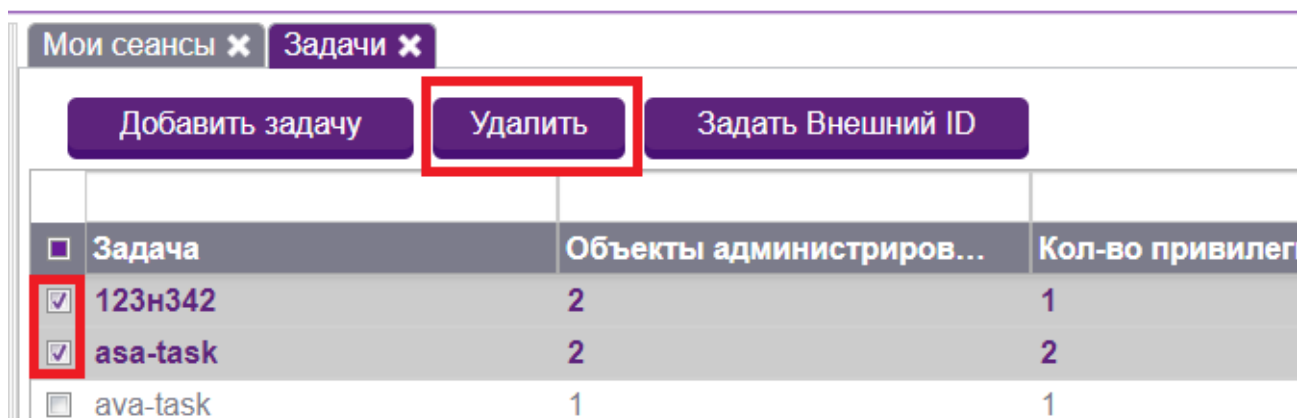 Мои сеансы Задачи
Добавить задачу Удалить Задать Внешний ID
Задача Объекты администриров... Кол-во
123н342 2 1
asa-task 2 2
ava-task 1 1